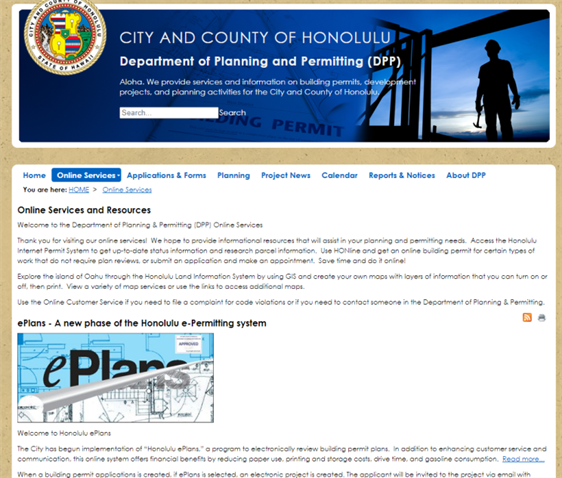 CITY AND COUNTY OF HONOLULU
STATE OF HAWAII
CITY AND COUNTY OF HONOLULU
Department of Planning and Permitting (DPP)
Aloha. We provide services and information on building permits, development
projects, and planning activities for the City and County of Honolulu.
Search... Search
BUILDING PERMIT
Home Online Services Applications & Forms Planning Project News Calendar Reports & Notices About DPP
You are here: HOME > Online Services
Online Services and Resources
Welcome to the Department of Planning & Permitting (DPP) Online Services
Thank you for visiting our online services! We hope to provide informational resources that will assist in your planning and permitting needs. Access the Honolulu
Internet Permit System to get up-to-date status information and research parcel information. Use HONline and get an online building permit for certain types of
work that do not require plan reviews, or submit an application and make an appointment. Save time and do it online!
Explore the island of Oahu through the Honolulu Land Information System by using GIS and create your own maps with layers of information that you can turn on or
off, then print. View a variety of map services or use the links to access additional maps.
Use the Online Customer Service if you need to file a complaint for code violations or if you need to contact someone in the Department of Planning & Permitting.
ePlans - A new phase of the Honolulu e-Permitting system
APPROVED
ePlans
Welcome to Honolulu ePlans
The City has begun implementation of "Honolulu ePlans," a program to electronically review building permit plans. In addition to enhancing customer service and
communication, this online system offers financial benefits by reducing paper use, printing and storage costs, drive time, and gasoline consumption. Read more...
When a building permit applications is created, if ePlans is selected, an electronic project is created. The applicant will be invited to the project via email with